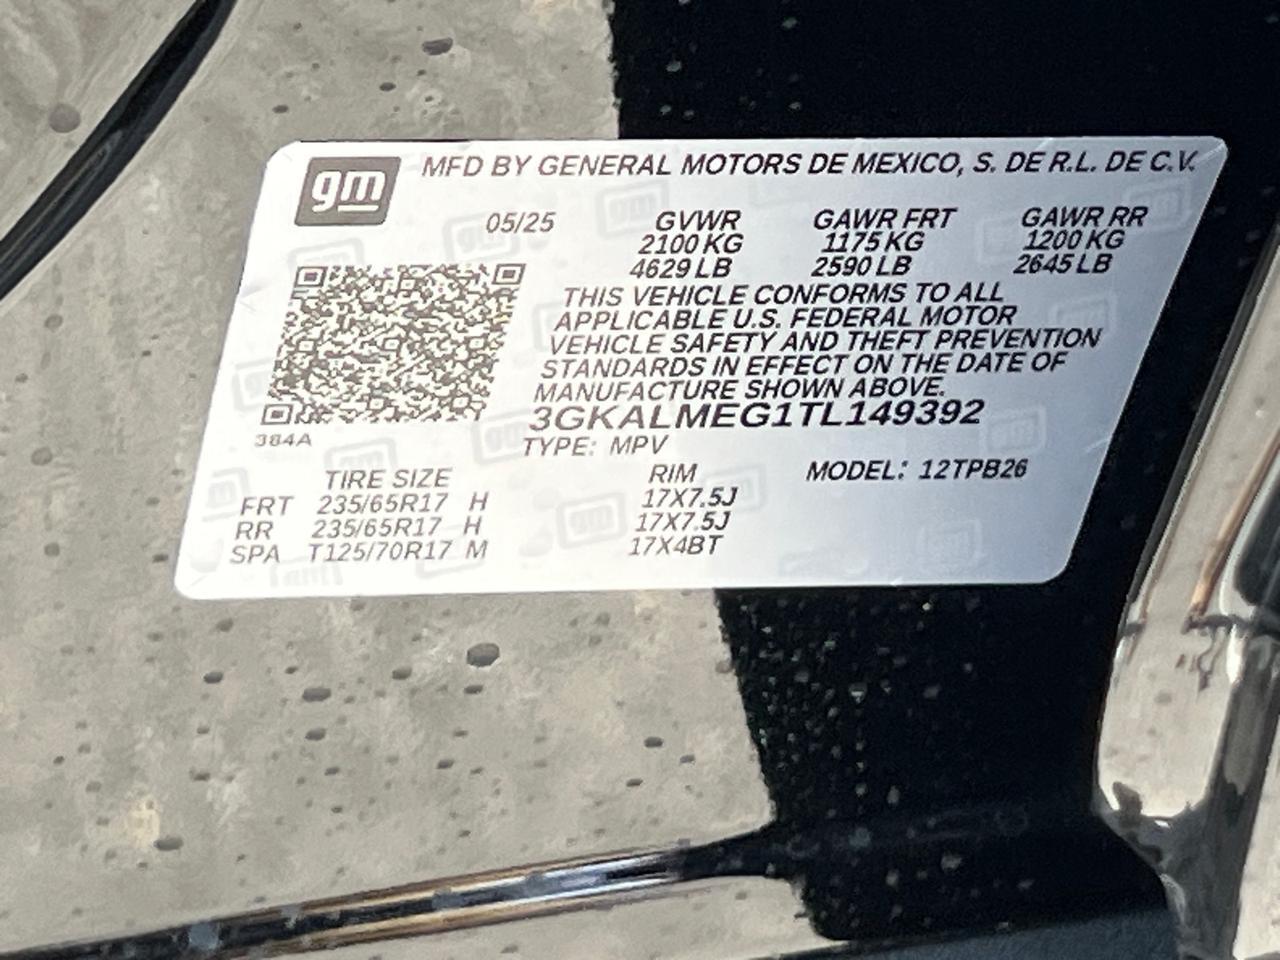 gm MFD BY GENERAL MOTORS DE MEXICO, S. DE R.L. DE C.V.
05/25 GVWR GAWR FRT GAWR RR
2100 KG 1175 KG 1200 KG
4629 LB 2590 LB 2645 LB
THIS VEHICLE CONFORMS TO ALL
APPLICABLE U.S. FEDERAL MOTOR
VEHICLE SAFETY AND THEFT PREVENTION
STANDARDS IN EFFECT ON THE DATE OF
MANUFACTURE SHOWN ABOVE.
3GKALMEG1TL149392
384A
TYPE: MPV
TIRE SIZE RIM MODEL: 12TPB26
FRT 235/65R17 H 17X7.5J
RR 235/65R17 H 17X7.5J
SPA T125/70R17 M 17X4BT